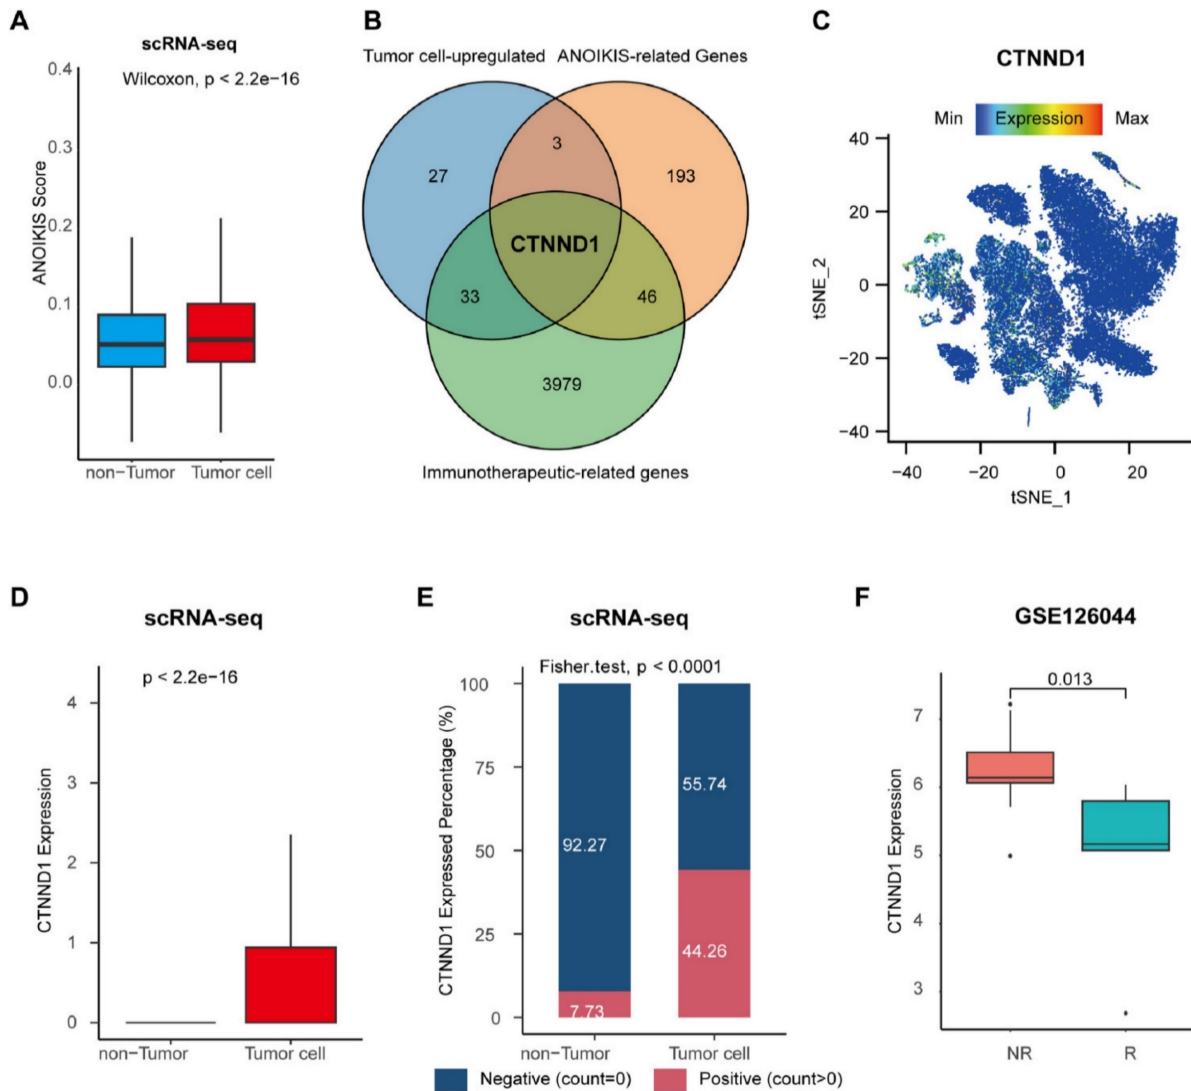 A
scRNA-seq
Wilcoxon, p < 2.2e−16
ANOIKIS Score
0.4
0.3
0.2
0.1
0.0
non−Tumor
Tumor cell
B
Tumor cell-upregulated
ANOIKIS-related Genes
27
3
193
CTNND1
33
46
3979
Immunotherapeutic-related genes
C
CTNND1
Min
Expression
Max
tSNE_2
40
20
0
−20
−40
−40
−20
0
20
tSNE_1
D
scRNA-seq
p < 2.2e−16
CTNND1 Expression
4
3
2
1
0
non−Tumor
Tumor cell
E
scRNA-seq
Fisher.test, p < 0.0001
CTNND1 Expressed Percentage (%)
100
75
50
25
0
92.27
7.73
55.74
44.26
non−Tumor
Tumor cell
Negative (count=0)
Positive (count>0)
F
GSE126044
0.013
CTNND1 Expression
7
6
5
4
3
NR
R